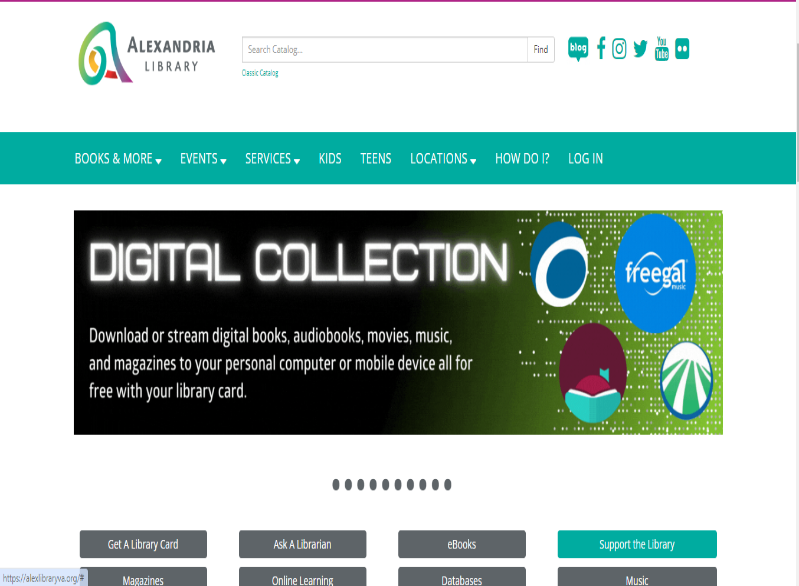 ALEXANDRIA
LIBRARY
Search Catalog...
Find
Classic Catalog
blog
You
Tube
BOOKS & MORE
EVENTS
SERVICES
KIDS
TEENS
LOCATIONS
HOW DO I?
LOG IN
DIGITAL COLLECTION
Download or stream digital books, audiobooks, movies, music,
and magazines to your personal computer or mobile device all for
free with your library card.
freegal
music
Get A Library Card
Ask A Librarian
eBooks
Support the Library
Magazines
Online Learning
Databases
Music
https://alexlibraryva.org/#